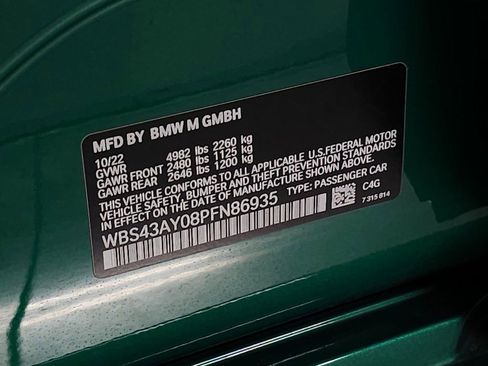 MFD BY BMW M GMBH
10/22 4982 lbs 2260 kg
GVWR
GAWR FRONT 2480 lbs 1125 kg
GAWR REAR 2646 lbs 1200 kg
THIS VEHICLE CONFORMS TO ALL APPLICABLE U.S.FEDERAL MOTOR
VEHICLE SAFETY, BUMPER AND THEFT PREVENTION STANDARDS
IN EFFECT ON THE DATE OF MANUFACTURE SHOWN ABOVE.
WBS43AY08PFN86935 TYPE: PASSENGER CAR
C4G
7 315 814